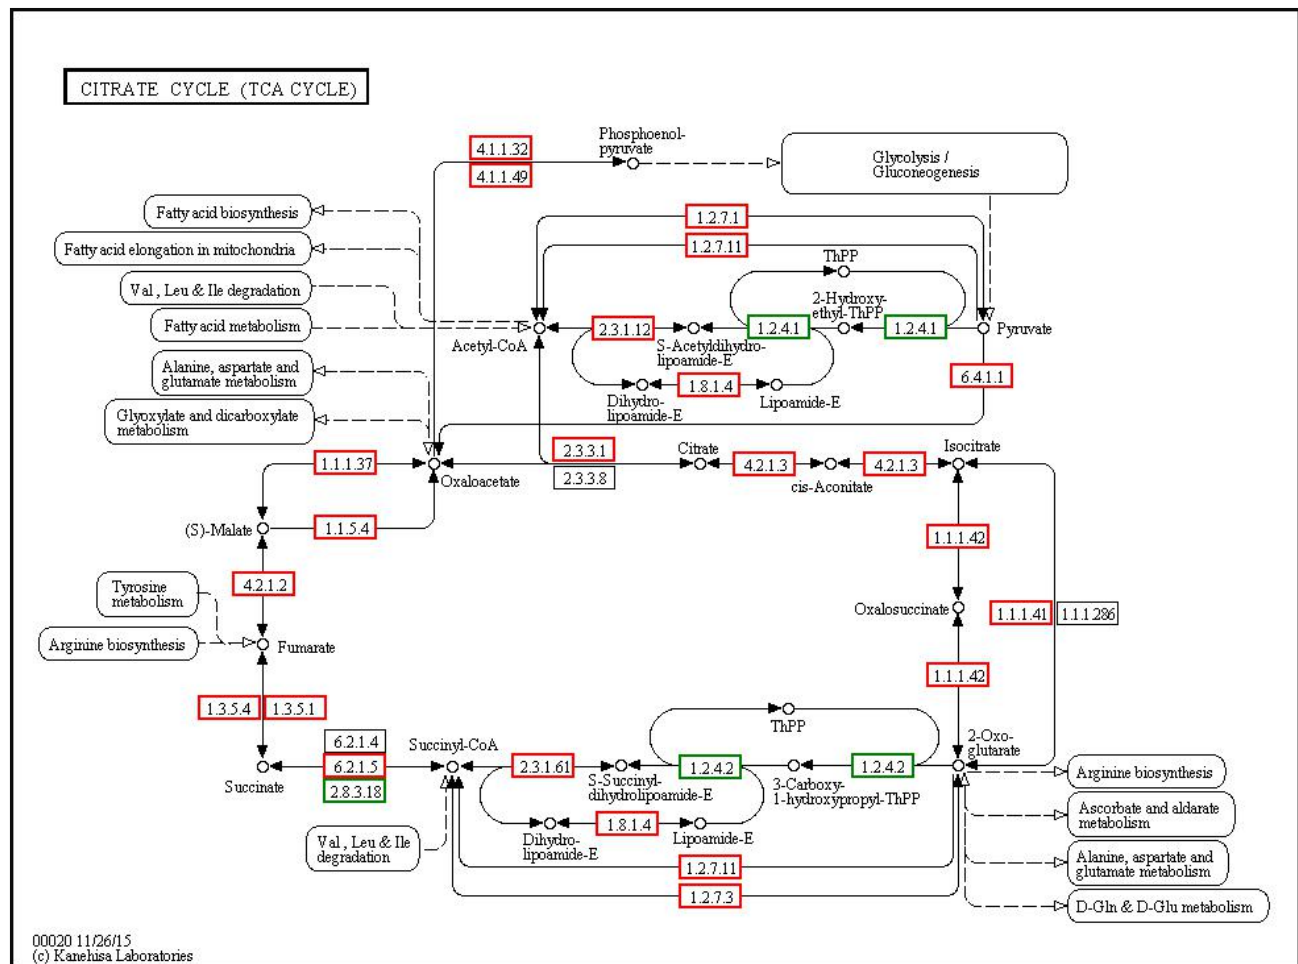 CITRATE CYCLE (TCA CYCLE)
Phosphoenol-
pyruvate
4.1.1.32
4.1.1.49
Glycolysis /
Gluconeogenesis
Fatty acid biosynthesis
Fatty acid elongation in mitochondria
Val , Leu & Ile degradation
Fatty acid metabolism
Alanine, aspartate and
glutamate metabolism
Glyoxylate and dicarboxylate
metabolism
1.2.7.1
1.2.7.11
ThPP
2-Hydroxy-
ethyl-ThPP
Acetyl-CoA
2.3.1.12
S-Acetyldihydro-
lipoamide-E
1.2.4.1
1.2.4.1
Pyruvate
Dihydro-
lipoamide-E
1.8.1.4
Lipoamide-E
6.4.1.1
1.1.1.37
Oxaloacetate
2.3.3.1
2.3.3.8
Citrate
4.2.1.3
cis-Aconitate
4.2.1.3
Isocitrate
(S)-Malate
1.1.5.4
1.1.1.42
4.2.1.2
Tyrosine
metabolism
Arginine biosynthesis
Fumarate
Oxalosuccinate
1.1.1.41
1.1.1.286
1.1.1.42
1.3.5.4
1.3.5.1
ThPP
6.2.1.4
6.2.1.5
2.8.3.18
Succinate
Succinyl-CoA
2.3.1.61
S-Succinyl-
dihydrolipoamide-E
1.2.4.2
3-Carboxy-
1-hydroxypropyl-ThPP
1.2.4.2
2-Oxo-
glutarate
Val, Leu & Ile
degradation
Dihydro-
lipoamide-E
1.8.1.4
Lipoamide-E
1.2.7.11
1.2.7.3
Arginine biosynthesis
Ascorbate and aldarate
metabolism
Alanine, aspartate and
glutamate metabolism
D-Gln & D-Glu metabolism
00020 11/26/15
(c) Kanehisa Laboratories